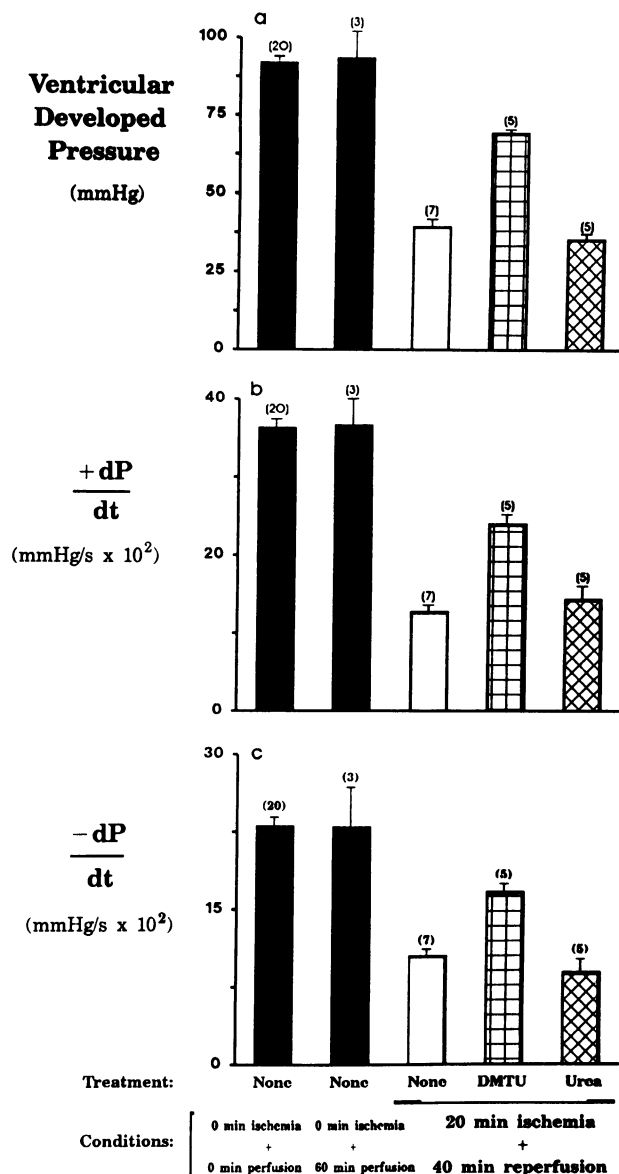 a
100
75
50
25
0
Ventricular
Developed
Pressure
(mmHg)
(20)
(3)
(7)
(5)
(5)
b
40
20
0
+dP
dt
(mmHg/s x 10²)
(20)
(3)
(7)
(5)
(5)
c
30
15
0
−dP
dt
(mmHg/s x 10²)
(20)
(3)
(7)
(5)
(5)
Treatment: None None None DMTU Urea
Conditions:
0 min ischemia
+
0 min perfusion
0 min ischemia
+
60 min perfusion
20 min ischemia
+
40 min reperfusion